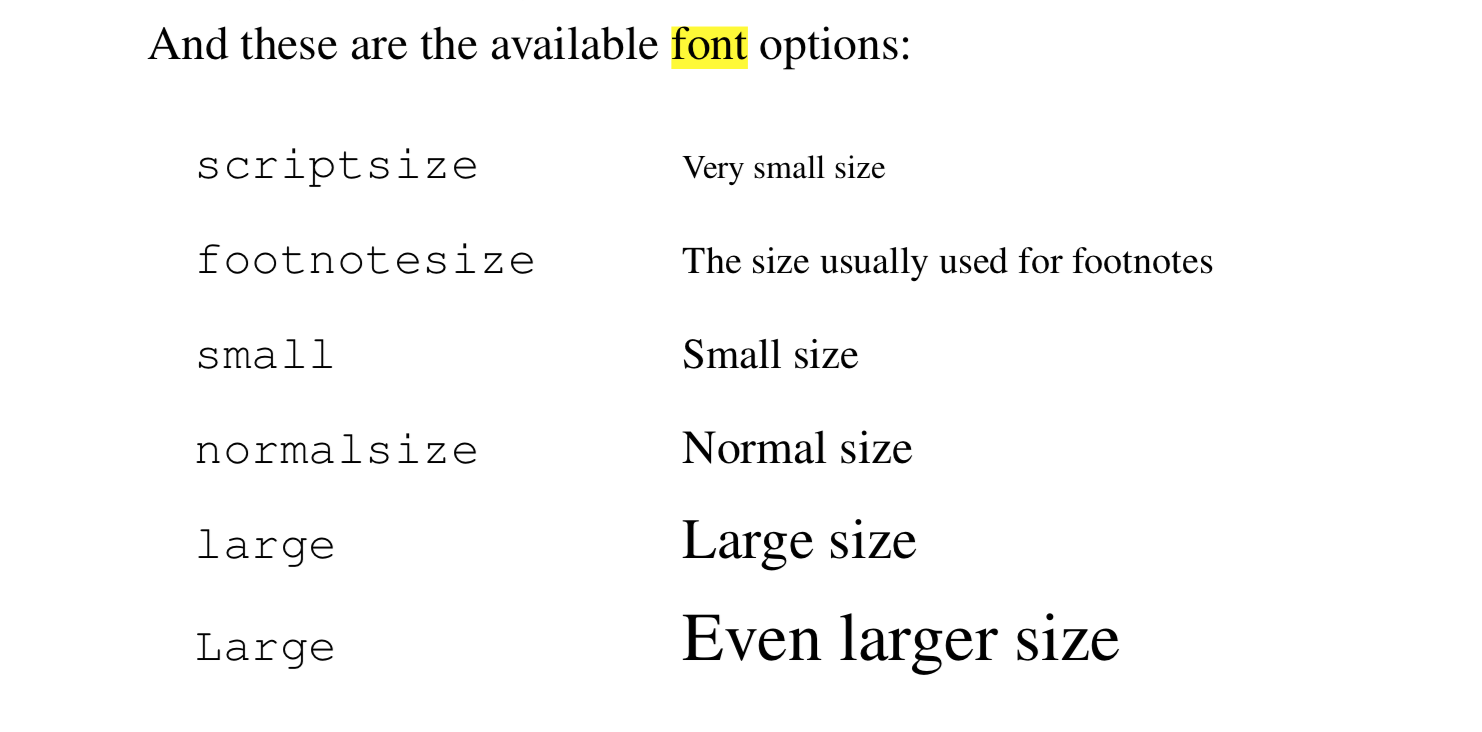 And these are the available font options:
scriptsize Very small size
footnotesize The size usually used for footnotes
small Small size
normalsize Normal size
large Large size
Large Even larger size